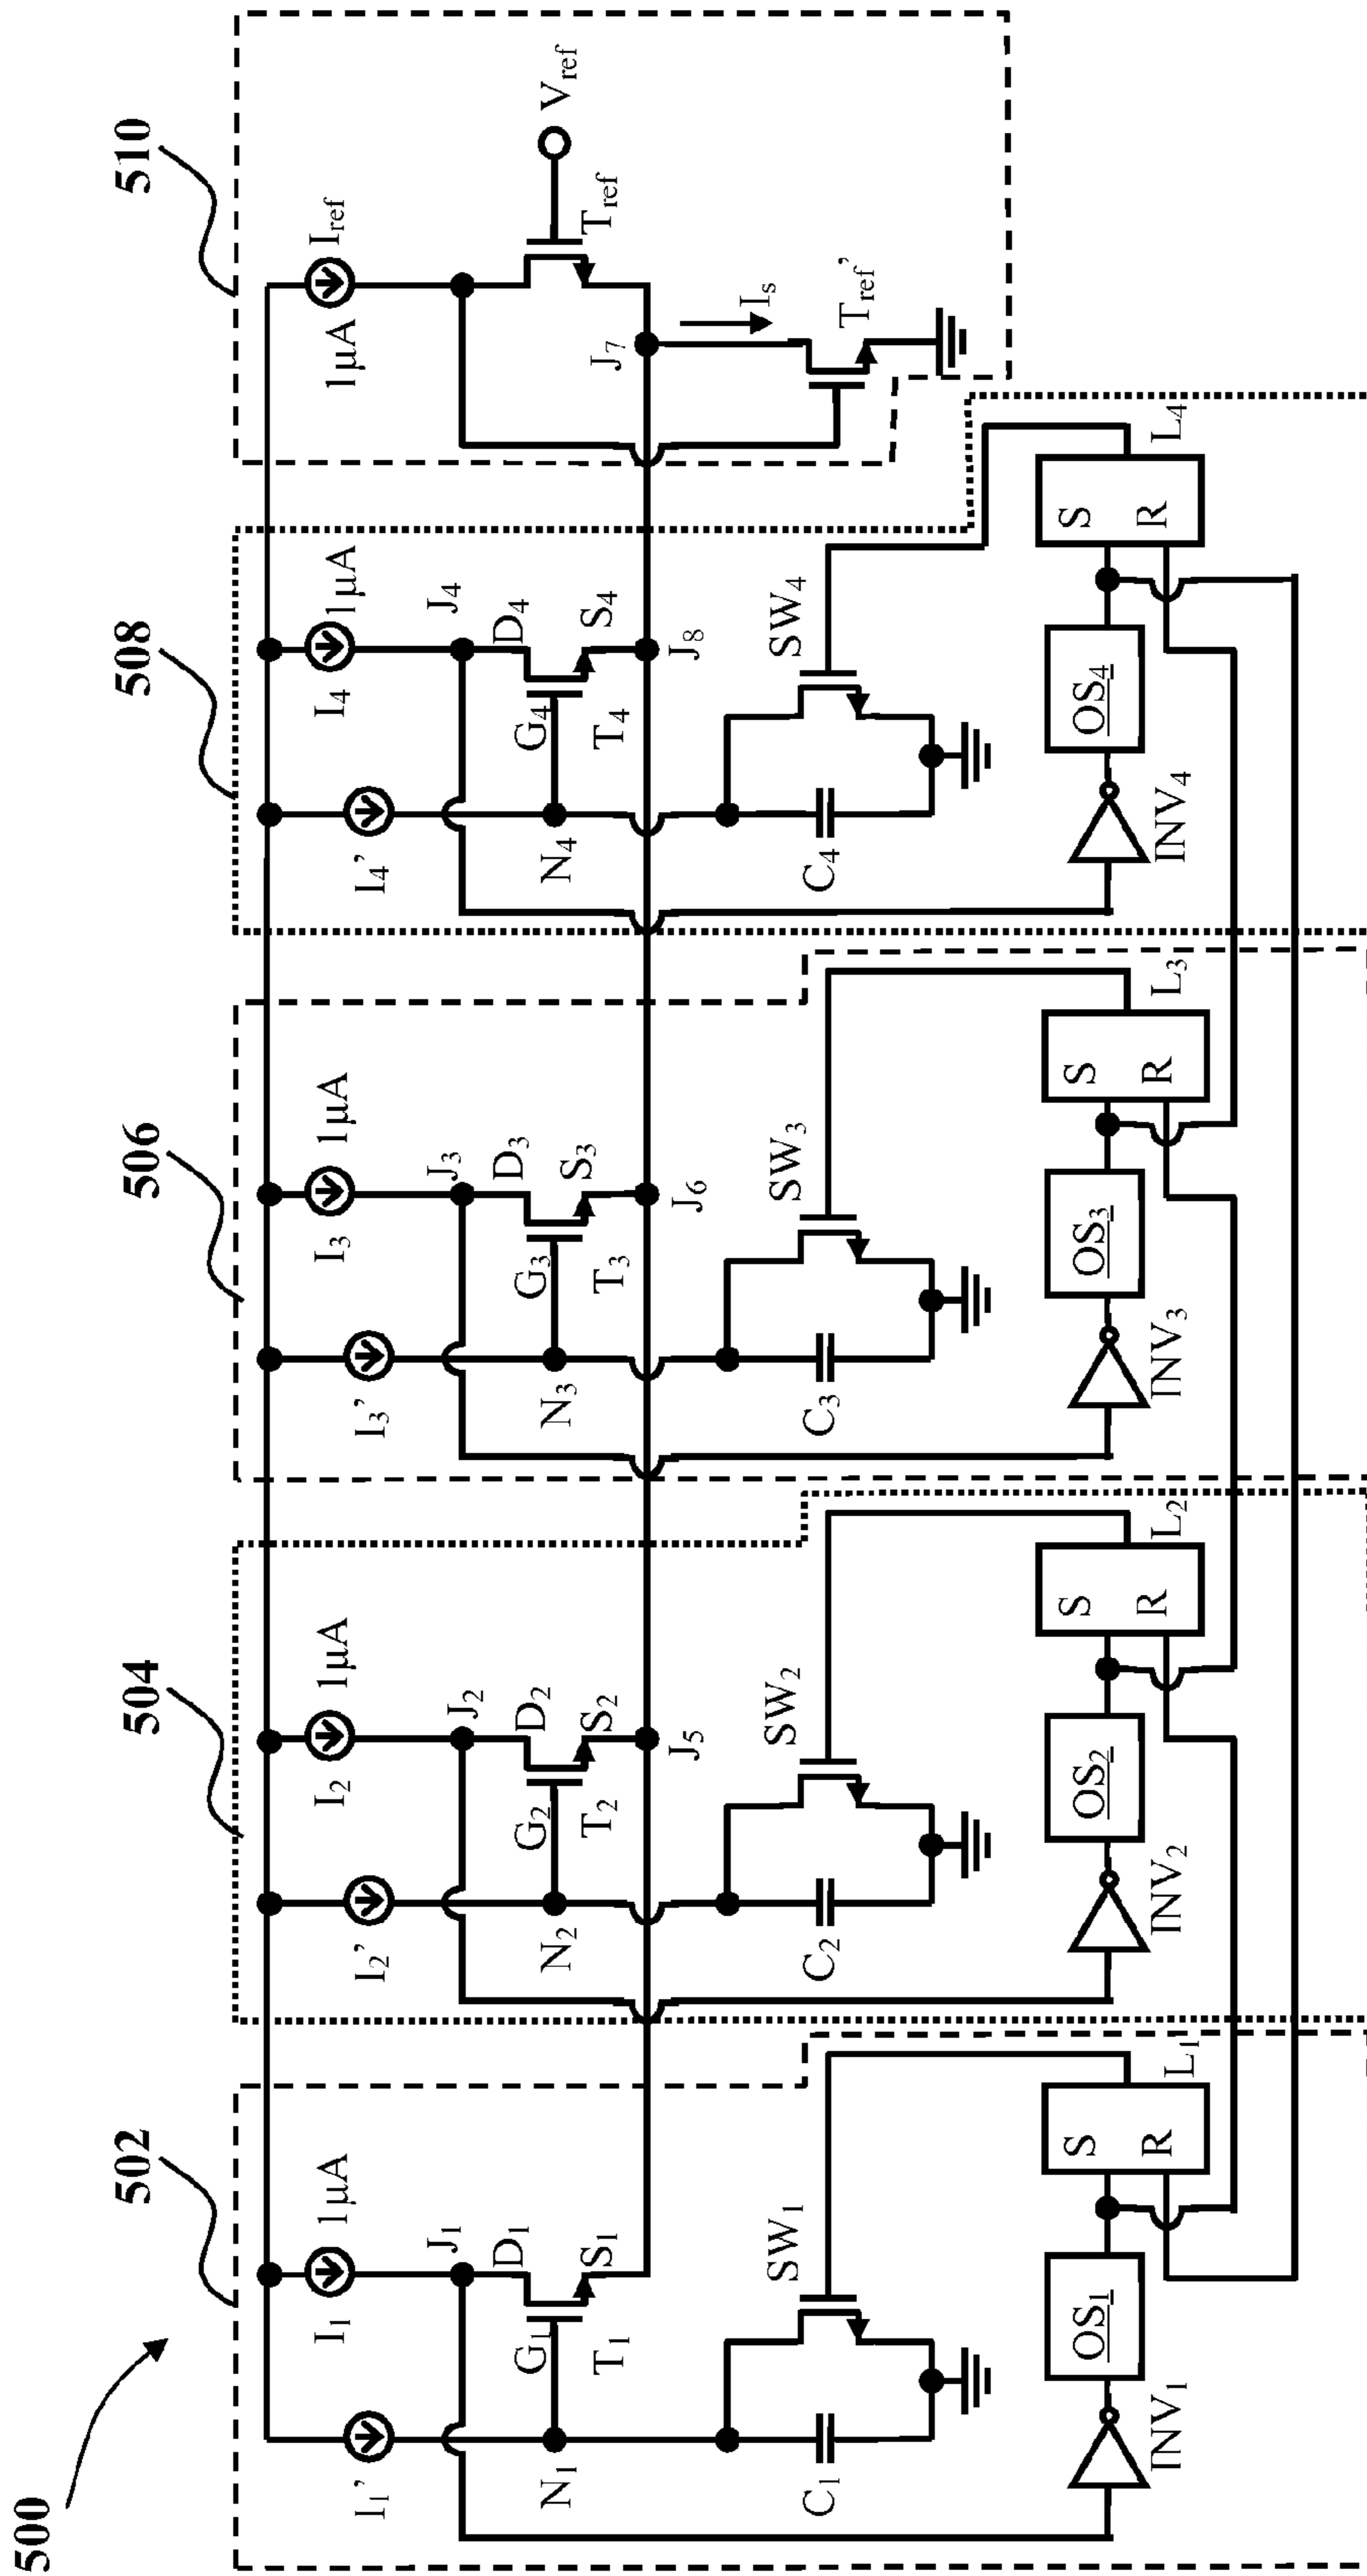 500
502
504
506
508
510
I1'
I1
1μA
J1
D1
G1
S1
T1
N1
SW1
C1
INV1
OS1
S
R
L1
I2'
I2
1μA
J2
D2
G2
S2
T2
N2
J5
SW2
C2
INV2
OS2
S
R
L2
I3'
I3
1μA
J3
D3
G3
S3
T3
N3
J6
SW3
C3
INV3
OS3
S
R
L3
I4'
I4
1μA
J4
D4
G4
S4
T4
N4
J8
SW4
C4
INV4
OS4
S
R
L4
Iref
1μA
Vref
Tref
J7
Is
Tref'